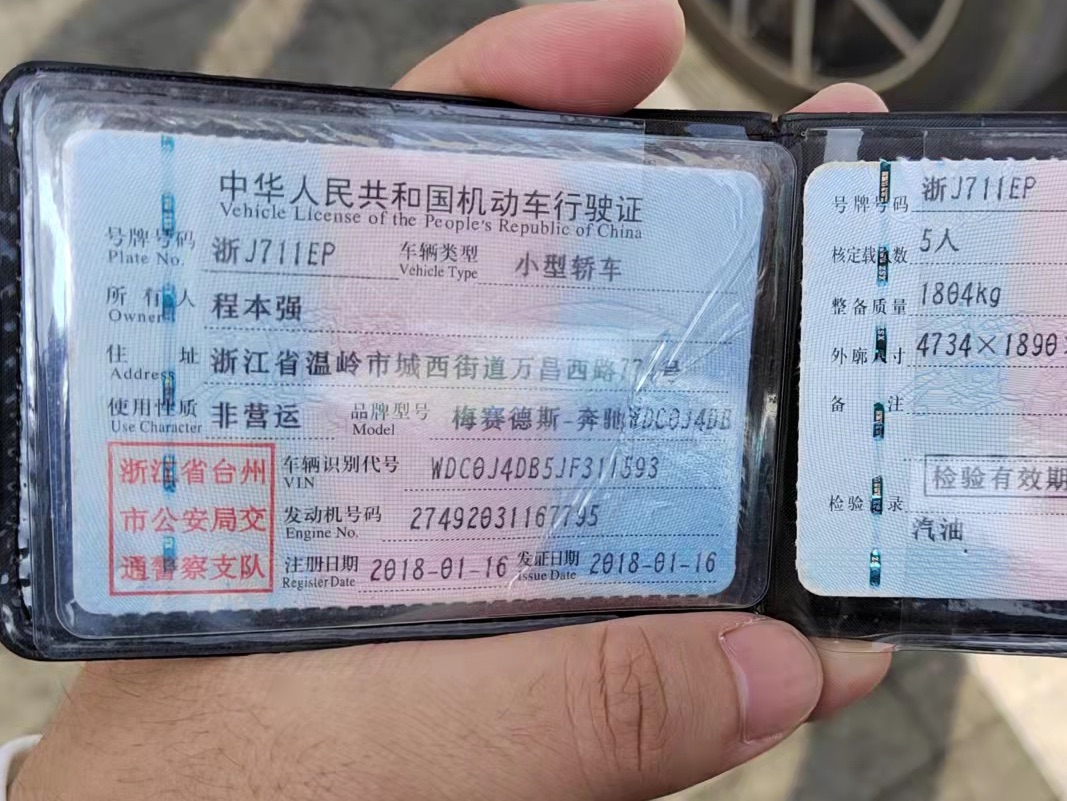 中华人民共和国机动车行驶证
Vehicle License of the People's Republic of China
号牌号码 浙J711EP 车辆类型 小型轿车
Plate No. Vehicle Type
所有人 程本强
Owner
住址 浙江省温岭市城西街道万昌西路77 号
Address
使用性质 非营运 品牌型号 梅赛德斯-奔驰WDC0J4DB
Use Character Model
浙江省台州
市公安局交
通警察支队
车辆识别代号 WDC0J4DB5JF311593
VIN
发动机号码 27492031167795
Engine No.
注册日期 2018-01-16 发证日期 2018-01-16
Register Date Issue Date
号牌号码 浙J711EP
核定载人数 5人
整备质量 1804kg
外廓尺寸 4734×1890×
备注
检验有效期
检验记录
汽油